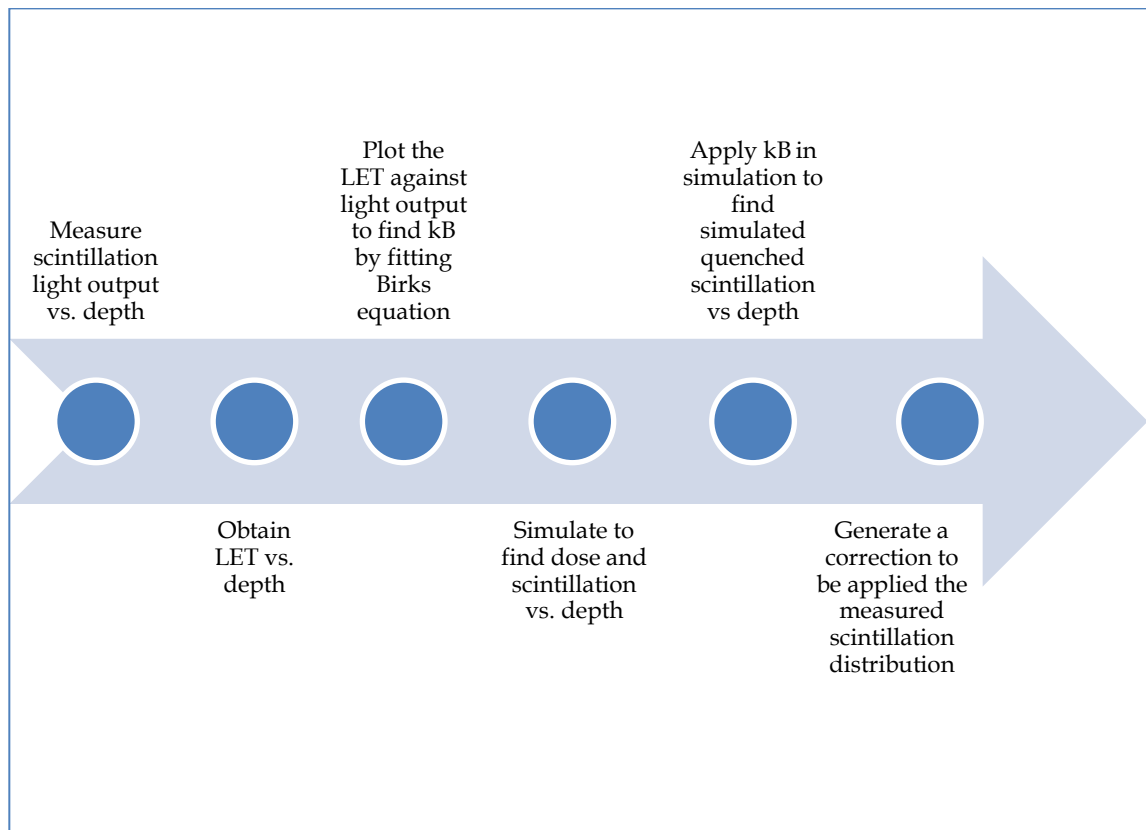 Measure
scintillation
light output
vs. depth
Obtain
LET vs.
depth
Plot the
LET against
light output
to find kB
by fitting
Birks
equation
Simulate to
find dose and
scintillation
vs. depth
Apply kB in
simulation to
find
simulated
quenched
scintillation
vs depth
Generate a
correction to
be applied the
measured
scintillation
distribution